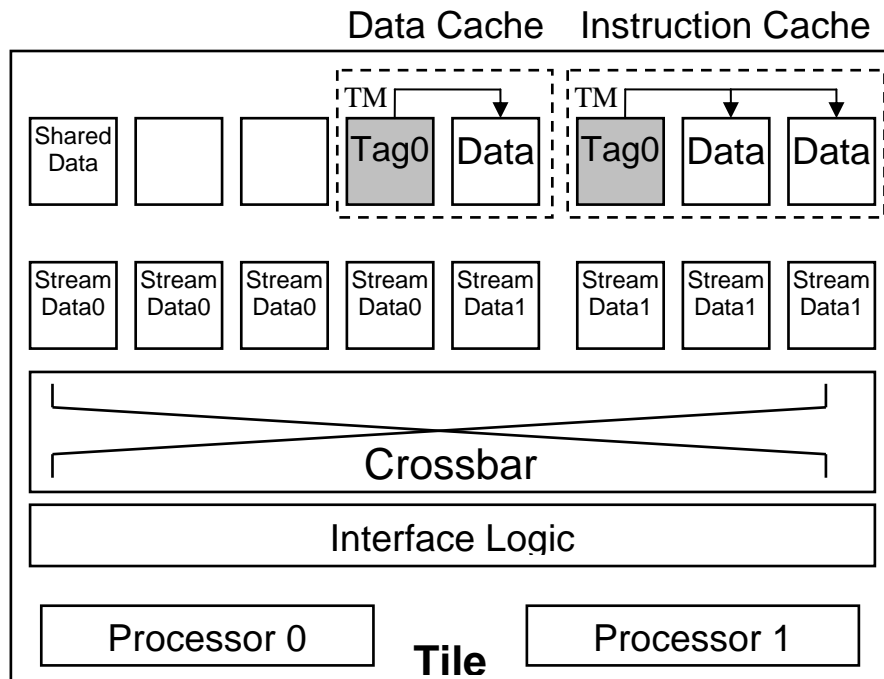 Data Cache Instruction Cache
TM TM
Shared
Data
Tag0 Data Tag0 Data Data
Stream Stream Stream Stream Stream Stream Stream Stream
Data0 Data0 Data0 Data0 Data1 Data1 Data1 Data1
Crossbar
Interface Logic
Processor 0 Processor 1
Tile